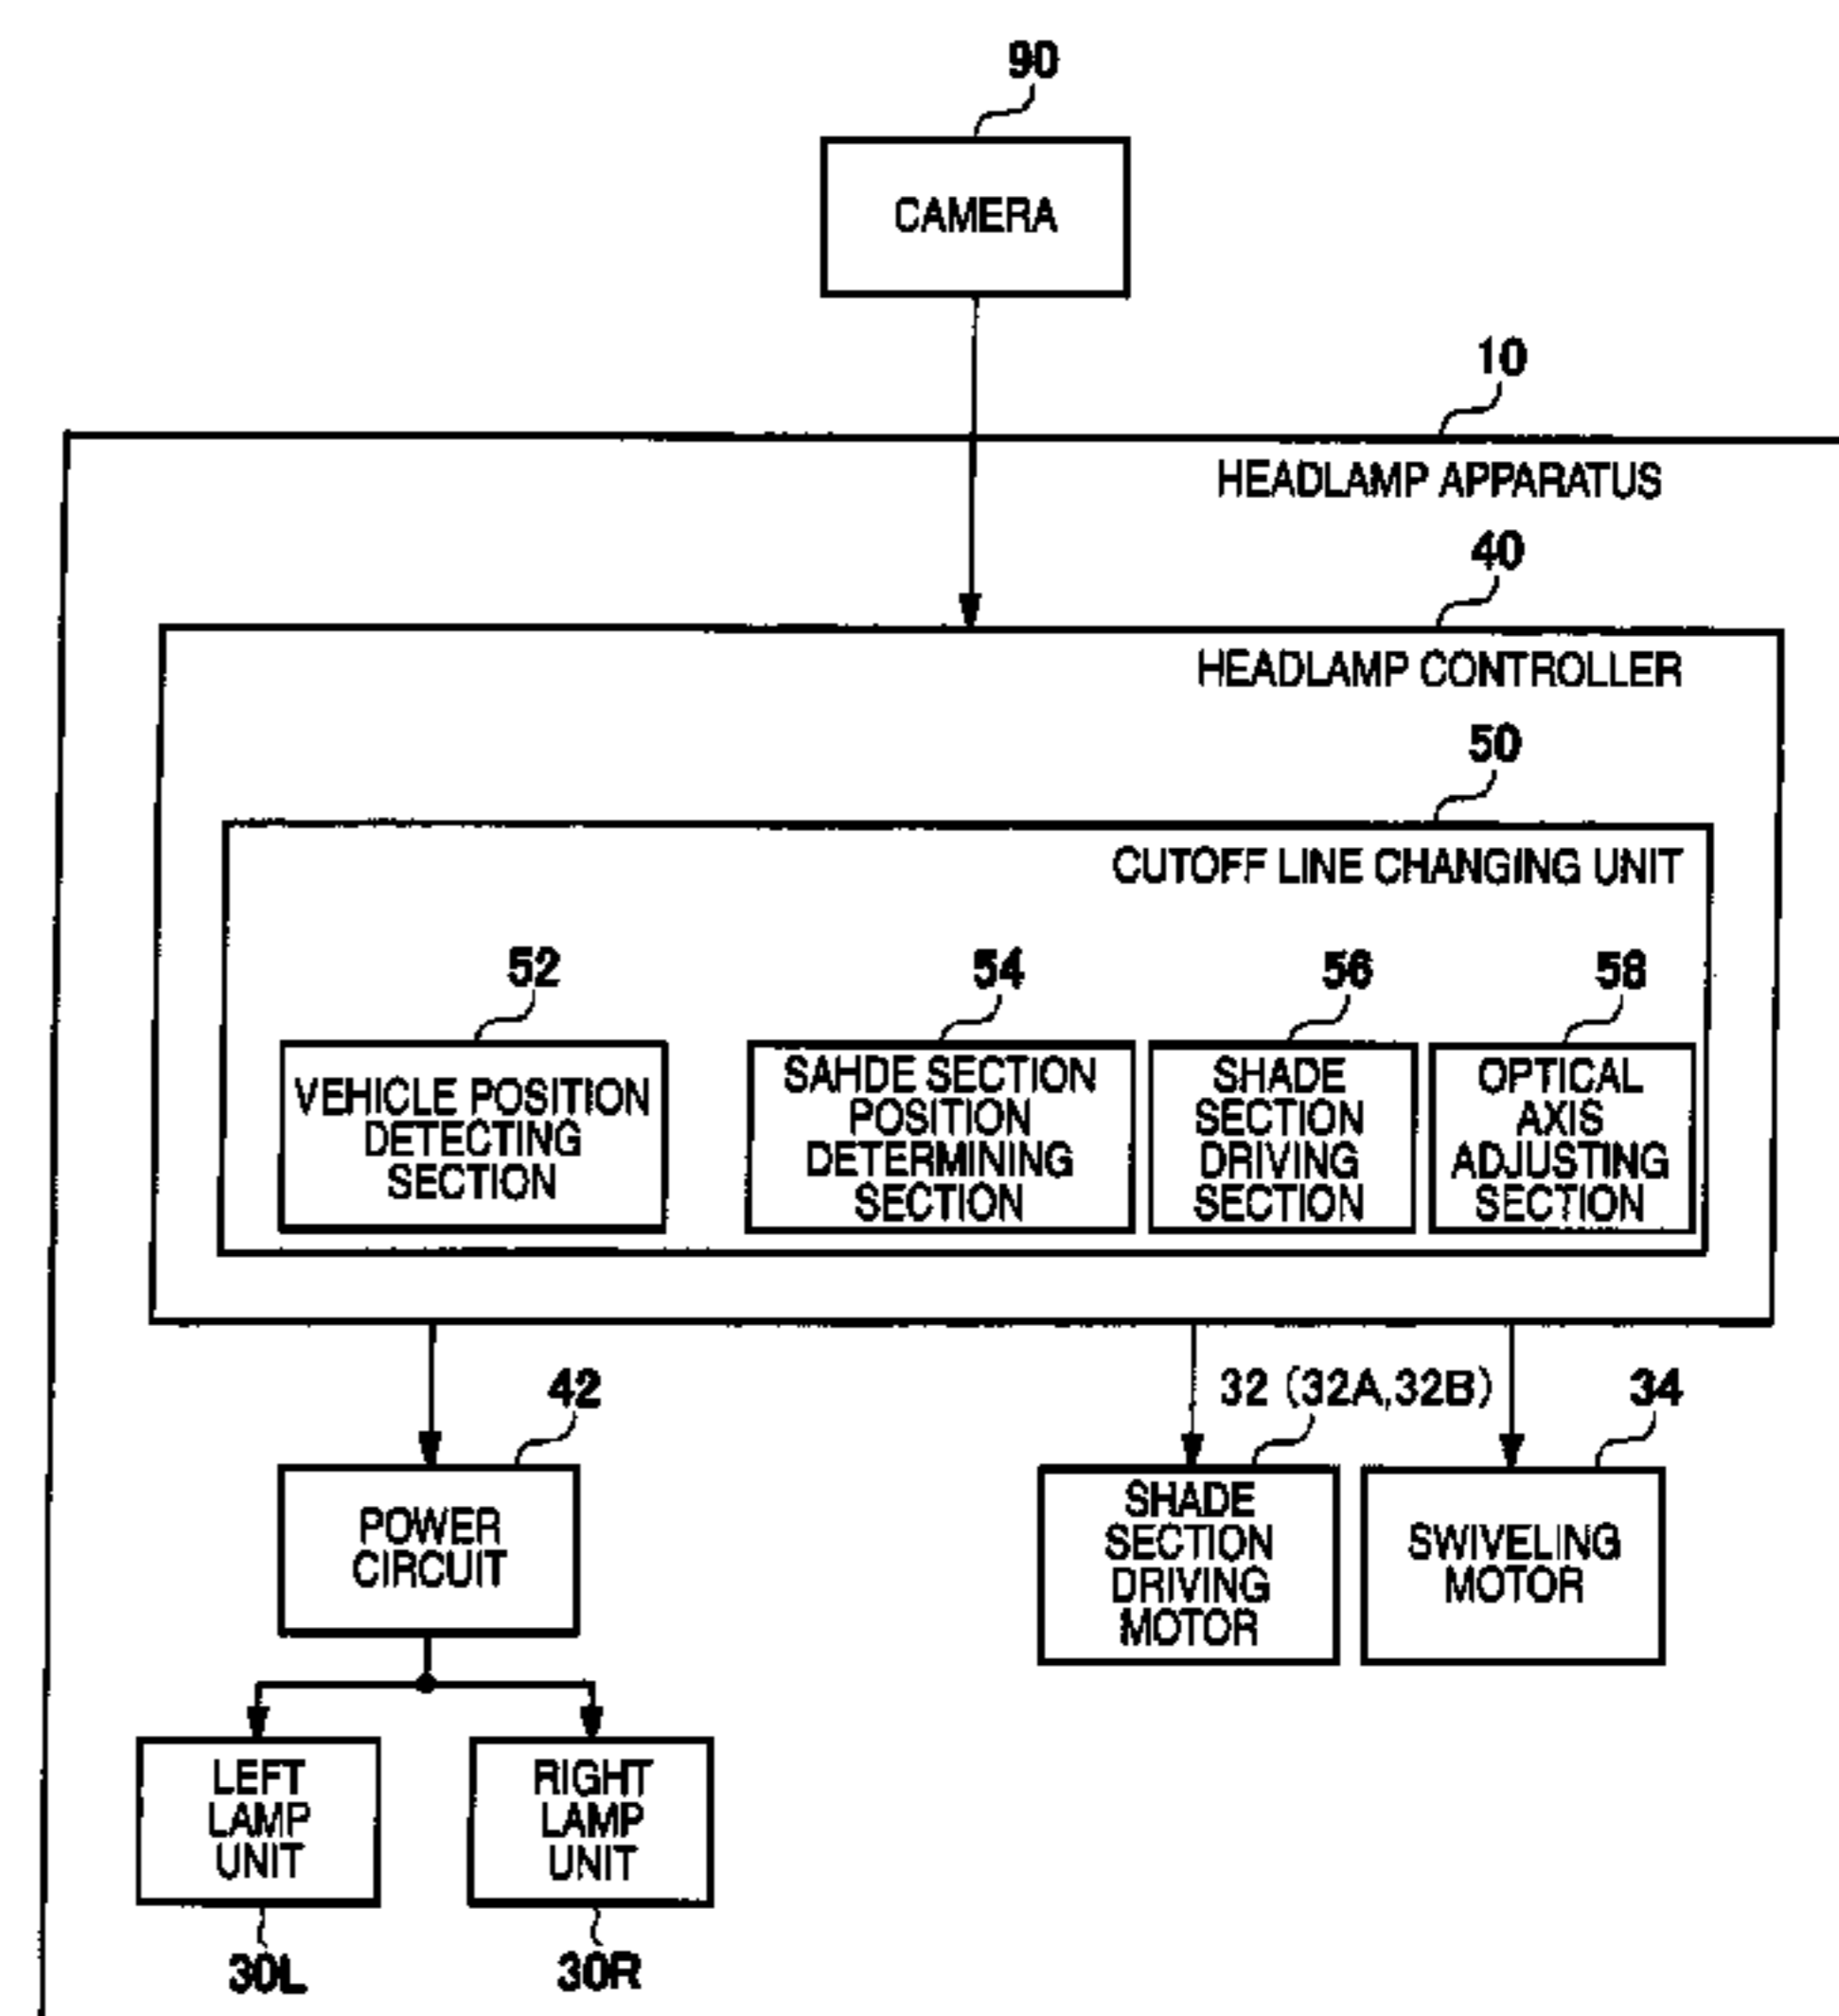 90
CAMERA
10
HEADLAMP APPARATUS
40
HEADLAMP CONTROLLER
50
CUTOFF LINE CHANGING UNIT
52
VEHICLE POSITION
DETECTING
SECTION
54
SAHDE SECTION
POSITION
DETERMINING
SECTION
56
SHADE
SECTION
DRIVING
SECTION
58
OPTICAL
AXIS
ADJUSTING
SECTION
42
POWER
CIRCUIT
32 (32A,32B)
SHADE
SECTION
DRIVING
MOTOR
34
SWIVELING
MOTOR
LEFT
LAMP
UNIT
30L
RIGHT
LAMP
UNIT
30R